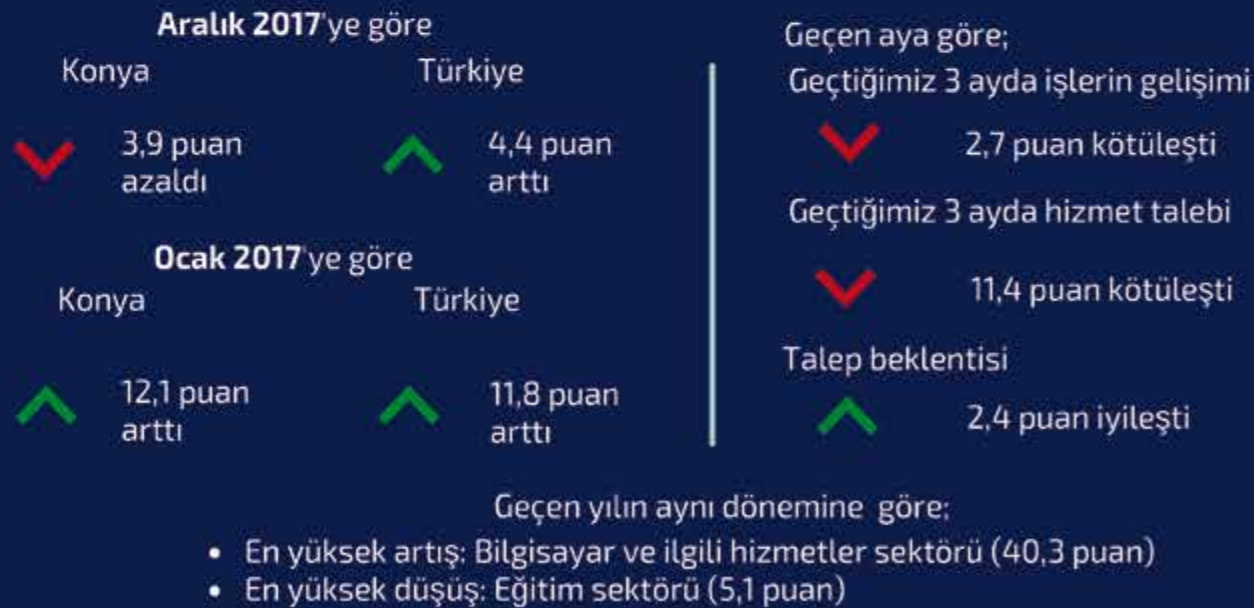 Aralık 2017'ye göre
Konya
Türkiye
3,9 puan
azaldı
4,4 puan
arttı
Ocak 2017'ye göre
Konya
Türkiye
12,1 puan
arttı
11,8 puan
arttı
Geçen aya göre;
Geçtiğimiz 3 ayda işlerin gelişimi
2,7 puan kötüleşti
Geçtiğimiz 3 ayda hizmet talebi
11,4 puan kötüleşti
Talep beklentisi
2,4 puan iyileşti
Geçen yılın aynı dönemine göre;
• En yüksek artış: Bilgisayar ve ilgili hizmetler sektörü (40,3 puan)
• En yüksek düşüş: Eğitim sektörü (5,1 puan)